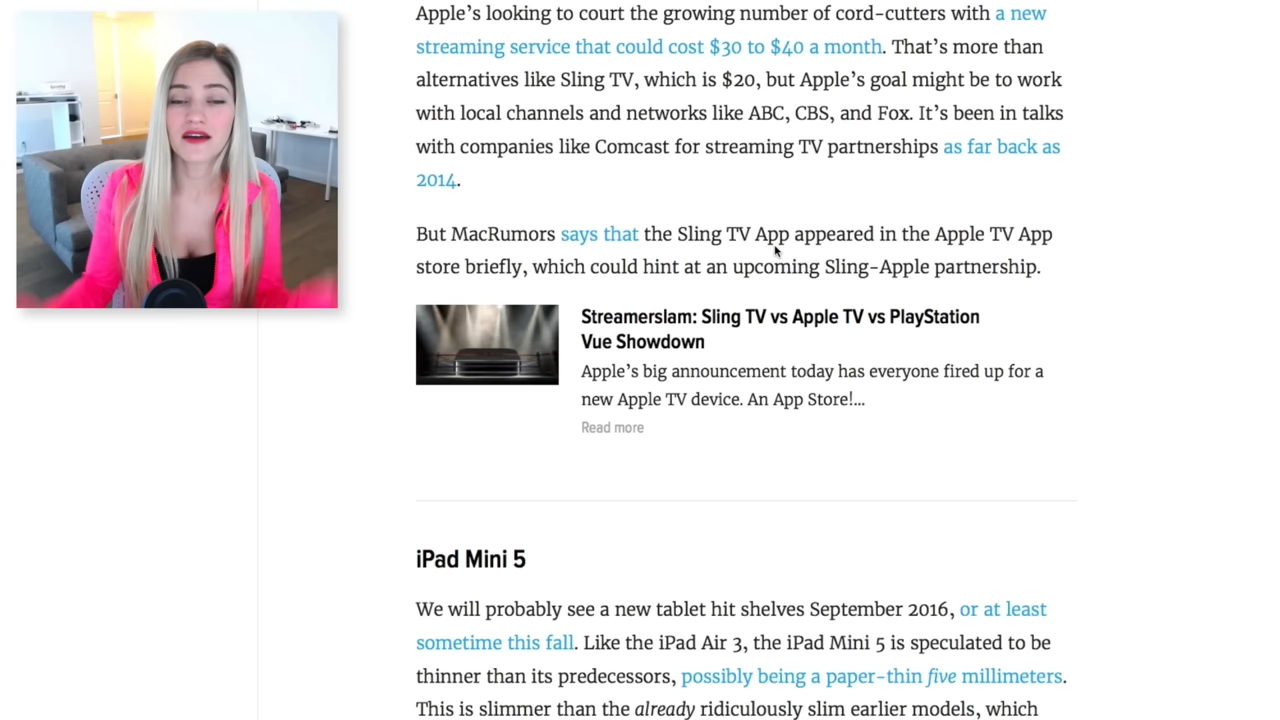 Apple’s looking to court the growing number of cord-cutters with a new
streaming service that could cost $30 to $40 a month. That’s more than
alternatives like Sling TV, which is $20, but Apple’s goal might be to work
with local channels and networks like ABC, CBS, and Fox. It’s been in talks
with companies like Comcast for streaming TV partnerships as far back as
2014.
But MacRumors says that the Sling TV App appeared in the Apple TV App
store briefly, which could hint at an upcoming Sling-Apple partnership.
Streamerslam: Sling TV vs Apple TV vs PlayStation
Vue Showdown
Apple’s big announcement today has everyone fired up for a
new Apple TV device. An App Store!...
Read more
iPad Mini 5
We will probably see a new tablet hit shelves September 2016, or at least
sometime this fall. Like the iPad Air 3, the iPad Mini 5 is speculated to be
thinner than its predecessors, possibly being a paper-thin five millimeters.
This is slimmer than the already ridiculously slim earlier models, which